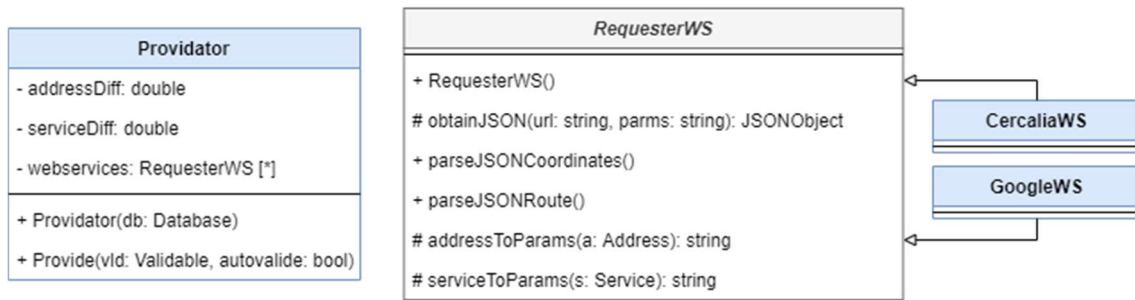 Providator
- addressDiff: double
- serviceDiff: double
- webservices: RequesterWS [*]
+ Providator(db: Database)
+ Provide(vld: Validable, autovalide: bool)
RequesterWS
+ RequesterWS()
# obtainJSON(url: string, parms: string): JSONObject
+ parseJSONCoordinates()
+ parseJSONRoute()
# addressToParams(a: Address): string
# serviceToParams(s: Service): string
CercaliaWS
GoogleWS